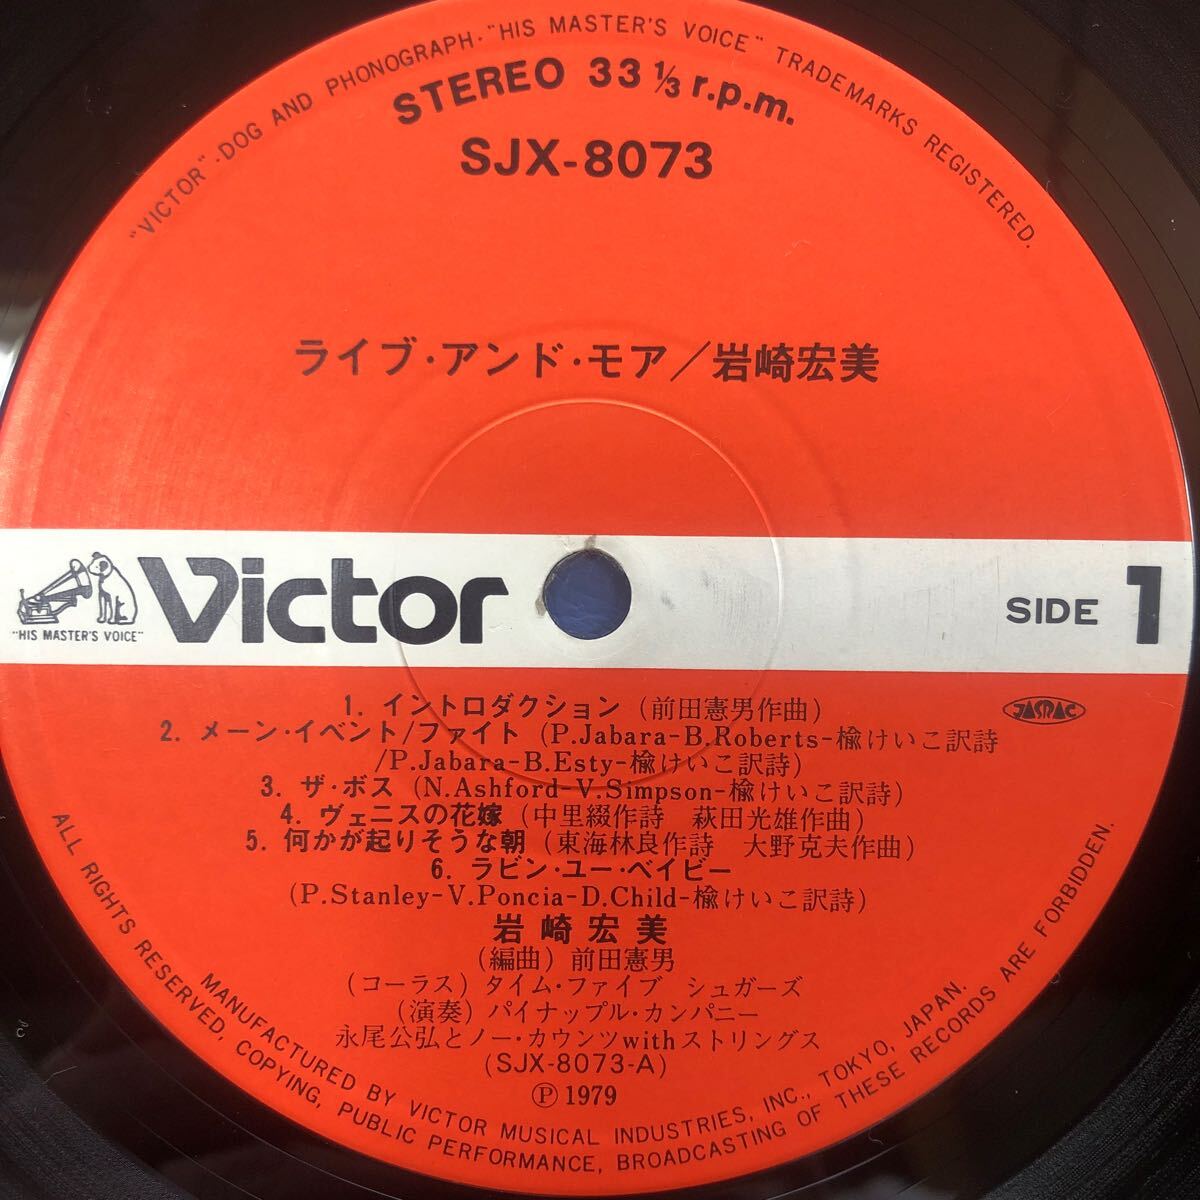 "VICTOR"·DOG AND PHONOGRAPH·"HIS MASTER'S VOICE" TRADEMARKS REGISTERED.
STEREO 33 1/3 r.p.m.
SJX-8073
ライブ・アンド・モア／岩崎宏美
"HIS MASTER'S VOICE"
Victor
SIDE 1
1. イントロダクション (前田憲男作曲)
JASRAC
2. メーン・イベント/ファイト (P.Jabara-B.Roberts-楡けいこ訳詩
/P.Jabara-B.Esty-楡けいこ訳詩)
3. ザ・ボス (N.Ashford-V.Simpson-楡けいこ訳詩)
4. ヴェニスの花嫁 (中里綴作詩 萩田光雄作曲)
5. 何かが起りそうな朝 (東海林良作詩 大野克夫作曲)
6. ラビン・ユー・ベイビー
(P.Stanley-V.Poncia-D.Child-楡けいこ訳詩)
岩崎宏美
(編曲) 前田憲男
(コーラス) タイム・ファイブ シュガーズ
(演奏) パイナップル・カンパニー
永尾公弘とノー・カウンツwithストリングス
(SJX-8073-A)
Ⓟ 1979
MANUFACTURED BY VICTOR MUSICAL INDUSTRIES, INC., TOKYO, JAPAN.
ALL RIGHTS RESERVED, COPYING, PUBLIC PERFORMANCE, BROADCASTING OF THESE RECORDS ARE FORBIDDEN.